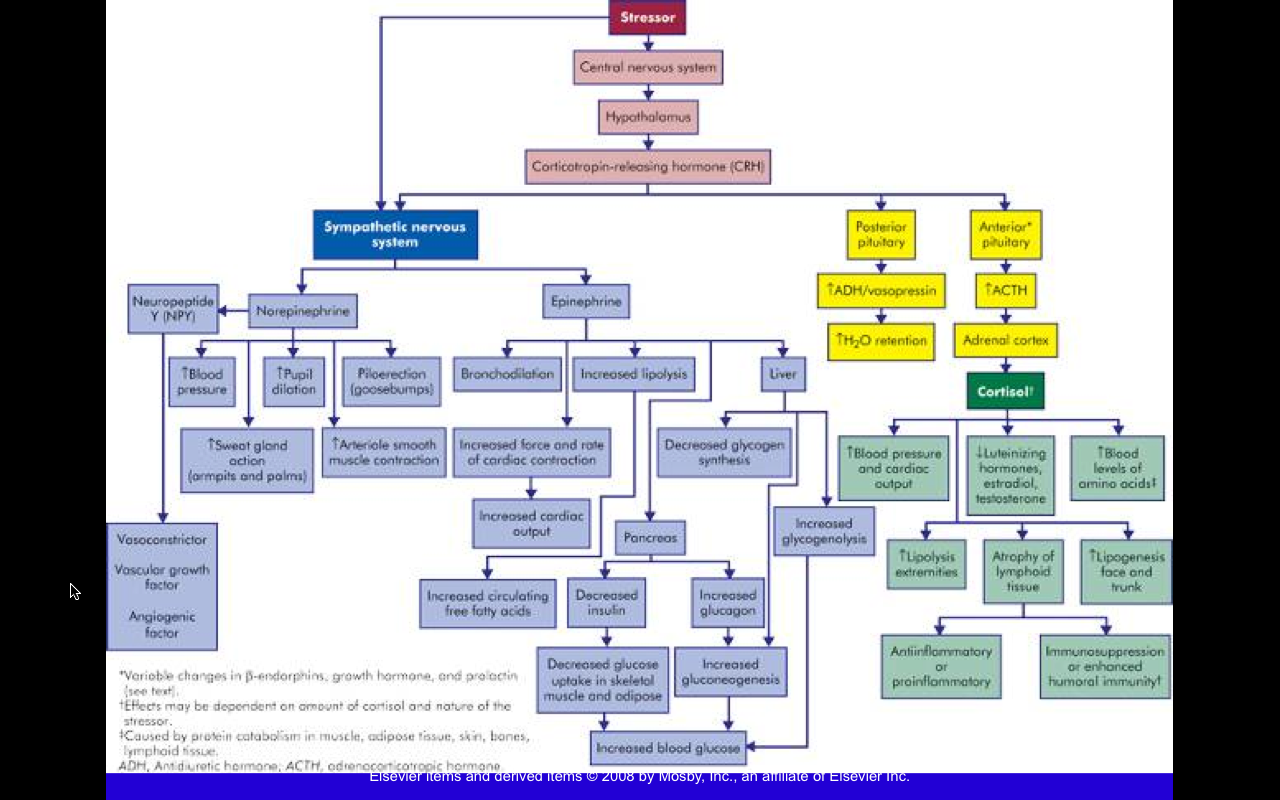 Stressor
Central nervous system
Hypothalamus
Corticotropin-releasing hormone (CRH)
Sympathetic nervous
system
Posterior
pituitary
Anterior*
pituitary
Neuropeptide
Y (NPY)
Norepinephrine
Epinephrine
↑ADH/vasopressin
↑ACTH
↑H₂O retention
Adrenal cortex
↑Blood
pressure
↑Pupil
dilation
Piloerection
(goosebumps)
Bronchodilation
Increased lipolysis
Liver
Cortisol†
↑Sweat gland
action
(armpits and palms)
↑Arteriole smooth
muscle contraction
Increased force and rate
of cardiac contraction
Decreased glycogen
synthesis
↑Blood pressure
and cardiac
output
↓Luteinizing
hormones,
estradiol,
testosterone
↑Blood
levels of
amino acids‡
Increased cardiac
output
Pancreas
Increased
glycogenolysis
Vasoconstrictor
Vascular growth
factor
Angiogenic
factor
↑Lipolysis
extremities
Atrophy of
lymphoid
tissue
↑Lipogenesis
face and
trunk
Increased circulating
free fatty acids
Decreased
insulin
Increased
glucagon
Decreased glucose
uptake in skeletal
muscle and adipose
Increased
gluconeogenesis
Antiinflammatory
or
proinflammatory
Immunosuppression
or enhanced
humoral immunity†
Increased blood glucose
*Variable changes in β-endorphins, growth hormone, and prolactin
(see text).
†Effects may be dependent on amount of cortisol and nature of the
stressor.
‡Caused by protein catabolism in muscle, adipose tissue, skin, bones,
lymphoid tissue.
ADH, Antidiuretic hormone; ACTH, adrenocorticotropic hormone
Elsevier items and derived items © 2008 by Mosby, Inc., an affiliate of Elsevier Inc.